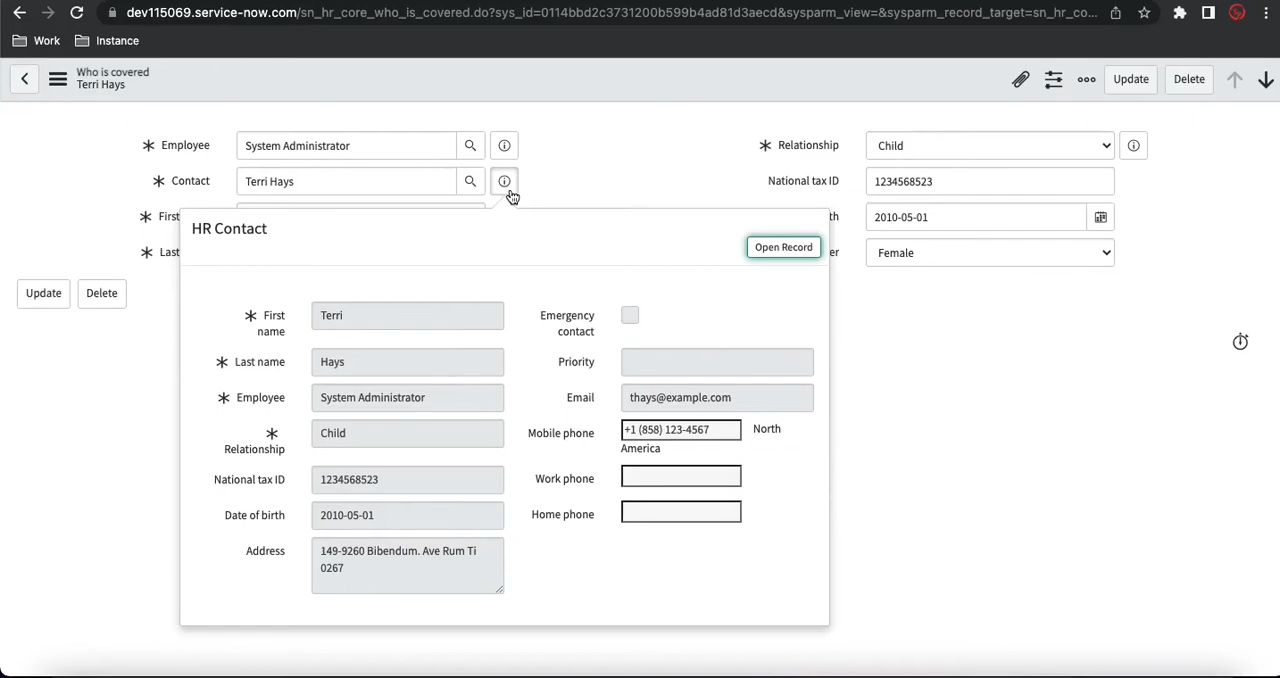 dev115069.service-now.com/sn_hr_core_who_is_covered.do?sys_id=0114bbd2c3731200b599b4ad81d3aecd&sysparm_view=&sysparm_record_target=sn_hr_co...
Work Instance
Who is covered
Terri Hays
Update Delete
* Employee System Administrator * Relationship Child
* Contact Terri Hays National tax ID 1234568523
* First th 2010-05-01
* Last er Female
Update Delete
HR Contact
Open Record
* First name Terri Emergency contact
* Last name Hays Priority
* Employee System Administrator Email thays@example.com
* Relationship Child Mobile phone +1 (858) 123-4567 North America
National tax ID 1234568523 Work phone
Date of birth 2010-05-01 Home phone
Address 149-9260 Bibendum. Ave Rum Ti
0267